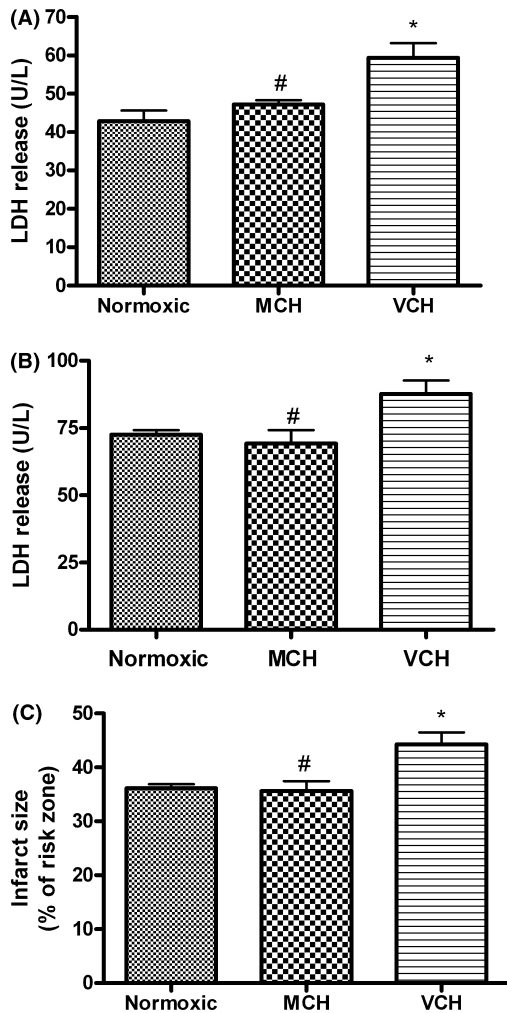 (A)
LDH release (U/L)
70
60
50
40
30
20
10
0
#
*
Normoxic MCH VCH
(B)
LDH release (U/L)
100
75
50
25
0
#
*
Normoxic MCH VCH
(C)
Infarct size
(% of risk zone)
50
40
30
20
10
0
#
*
Normoxic MCH VCH